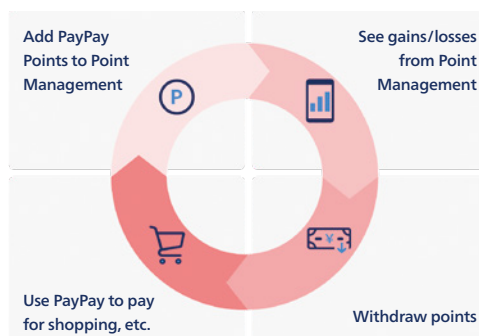 Add PayPay
Points to Point
Management
See gains/losses
from Point
Management
P
¥
Use PayPay to pay
for shopping, etc.
Withdraw points